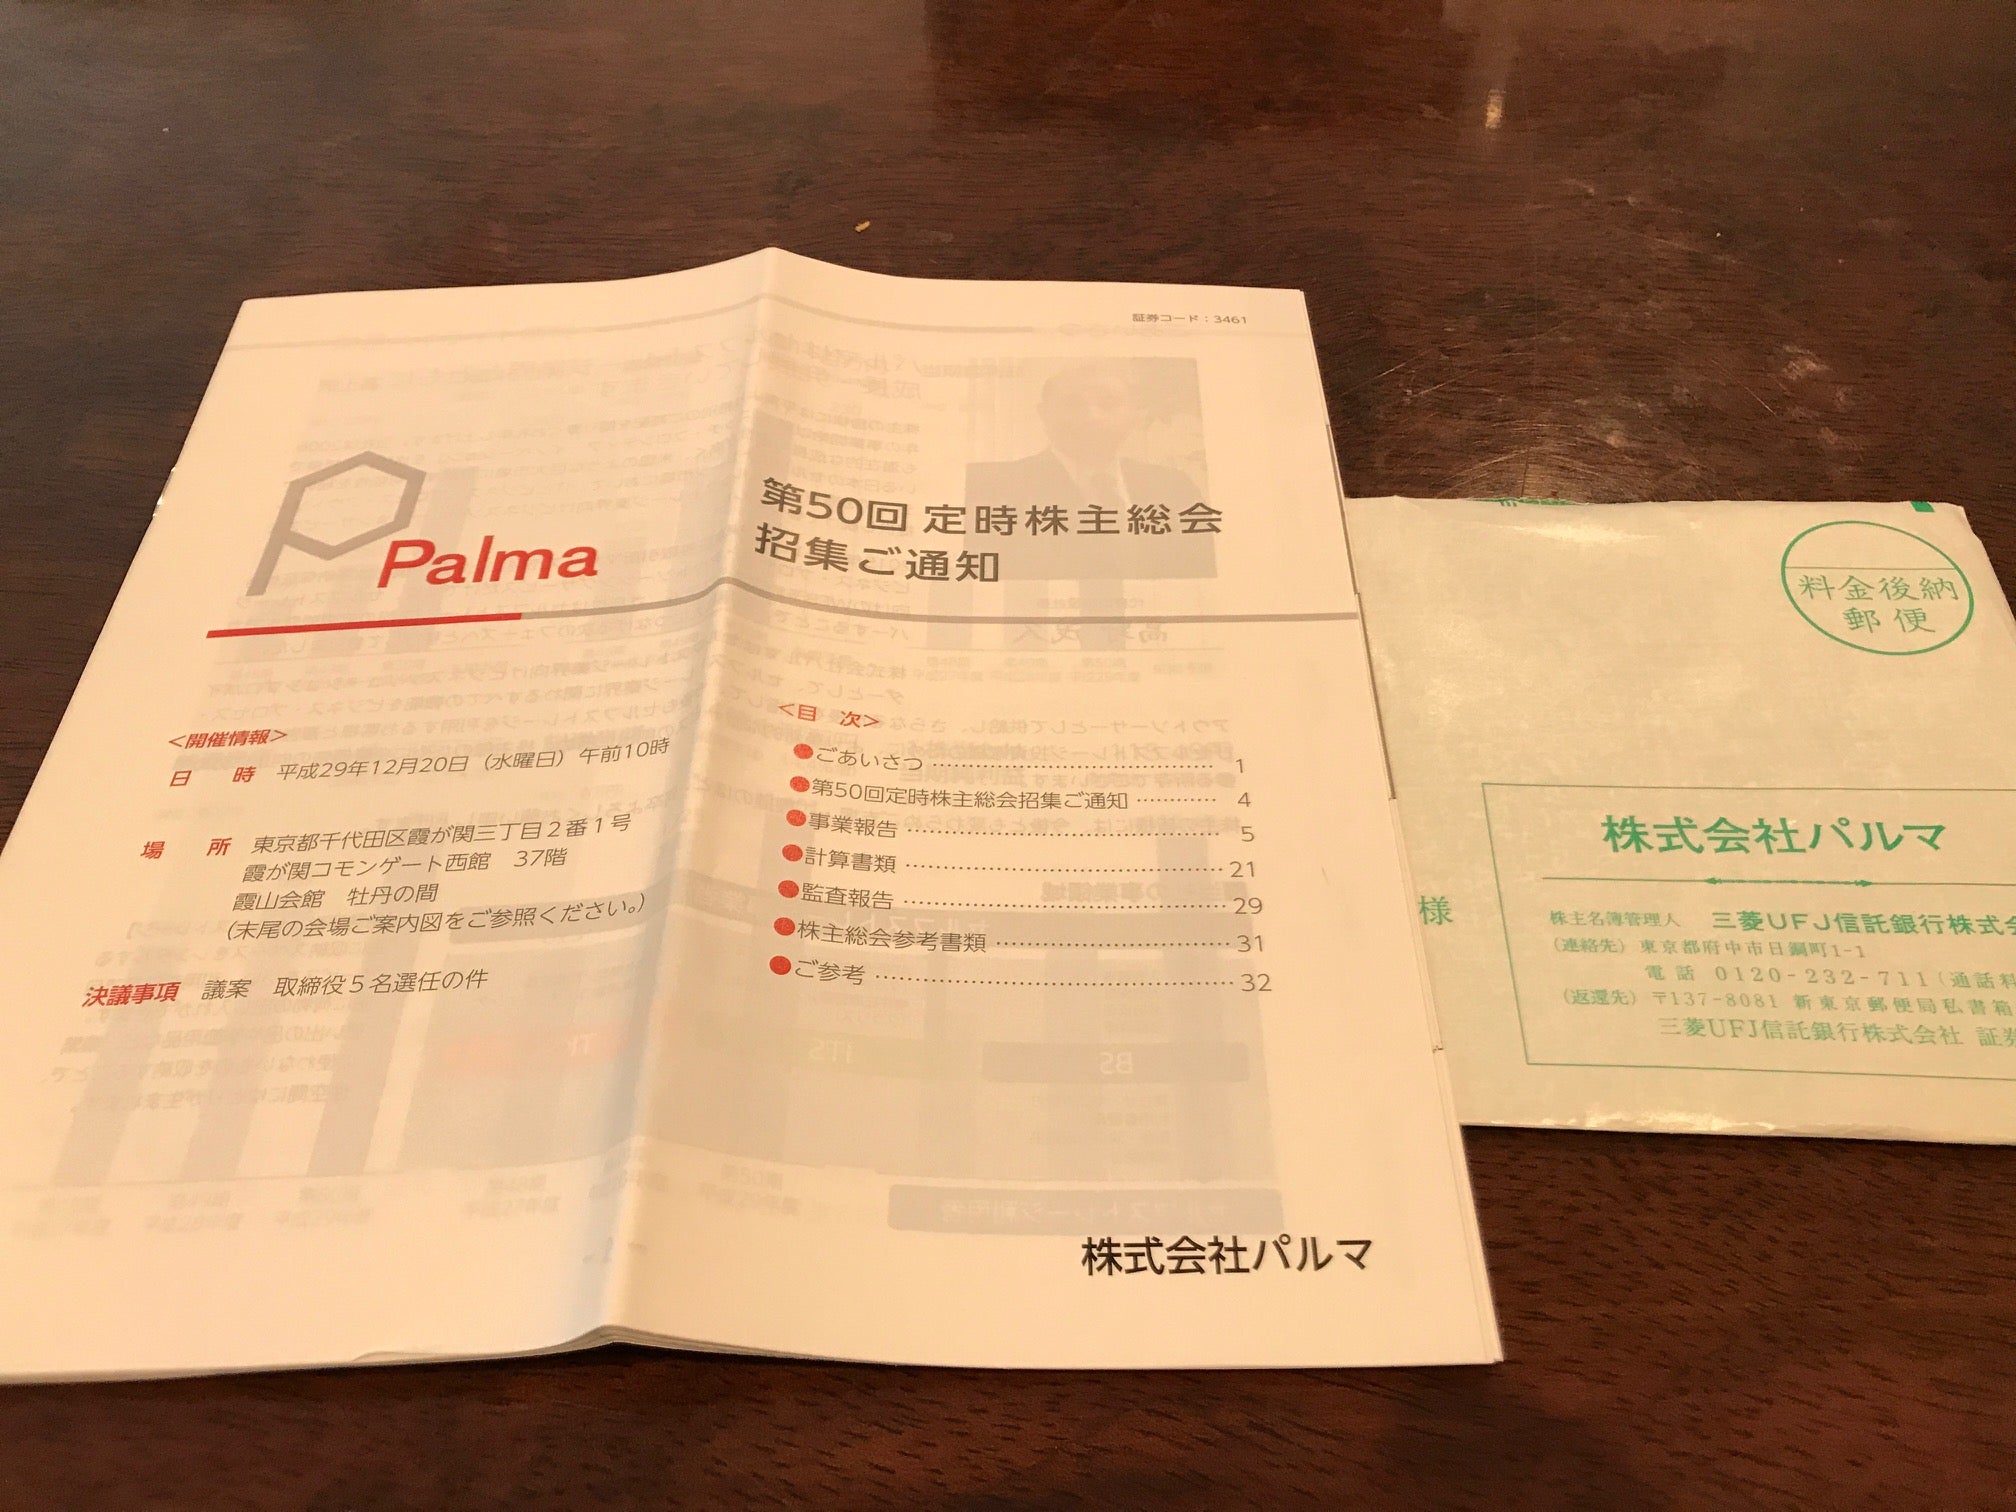 証券コード：3461
Palma
第50回 定時株主総会
招集ご通知
<開催情報>
日　時　平成29年12月20日（水曜日）午前10時
場　所　東京都千代田区霞が関三丁目２番１号
霞が関コモンゲート西館　37階
霞山会館　牡丹の間
（末尾の会場ご案内図をご参照ください。）
決議事項　議案　取締役５名選任の件
<目　次>
●ごあいさつ …………………………… 1
●第50回定時株主総会招集ご通知 ………… 4
●事業報告 …………………………… 5
●計算書類 …………………………… 21
●監査報告 …………………………… 29
●株主総会参考書類 …………………… 31
●ご参考 ……………………………… 32
株式会社パルマ
料金後納
郵便
様
株式会社パルマ
株主名簿管理人　三菱UFJ信託銀行株式会
（連絡先）東京都府中市日鋼町1-1
電話　0120-232-711（通話料
（返還先）〒137-8081　新東京郵便局私書箱
三菱UFJ信託銀行株式会社　証券